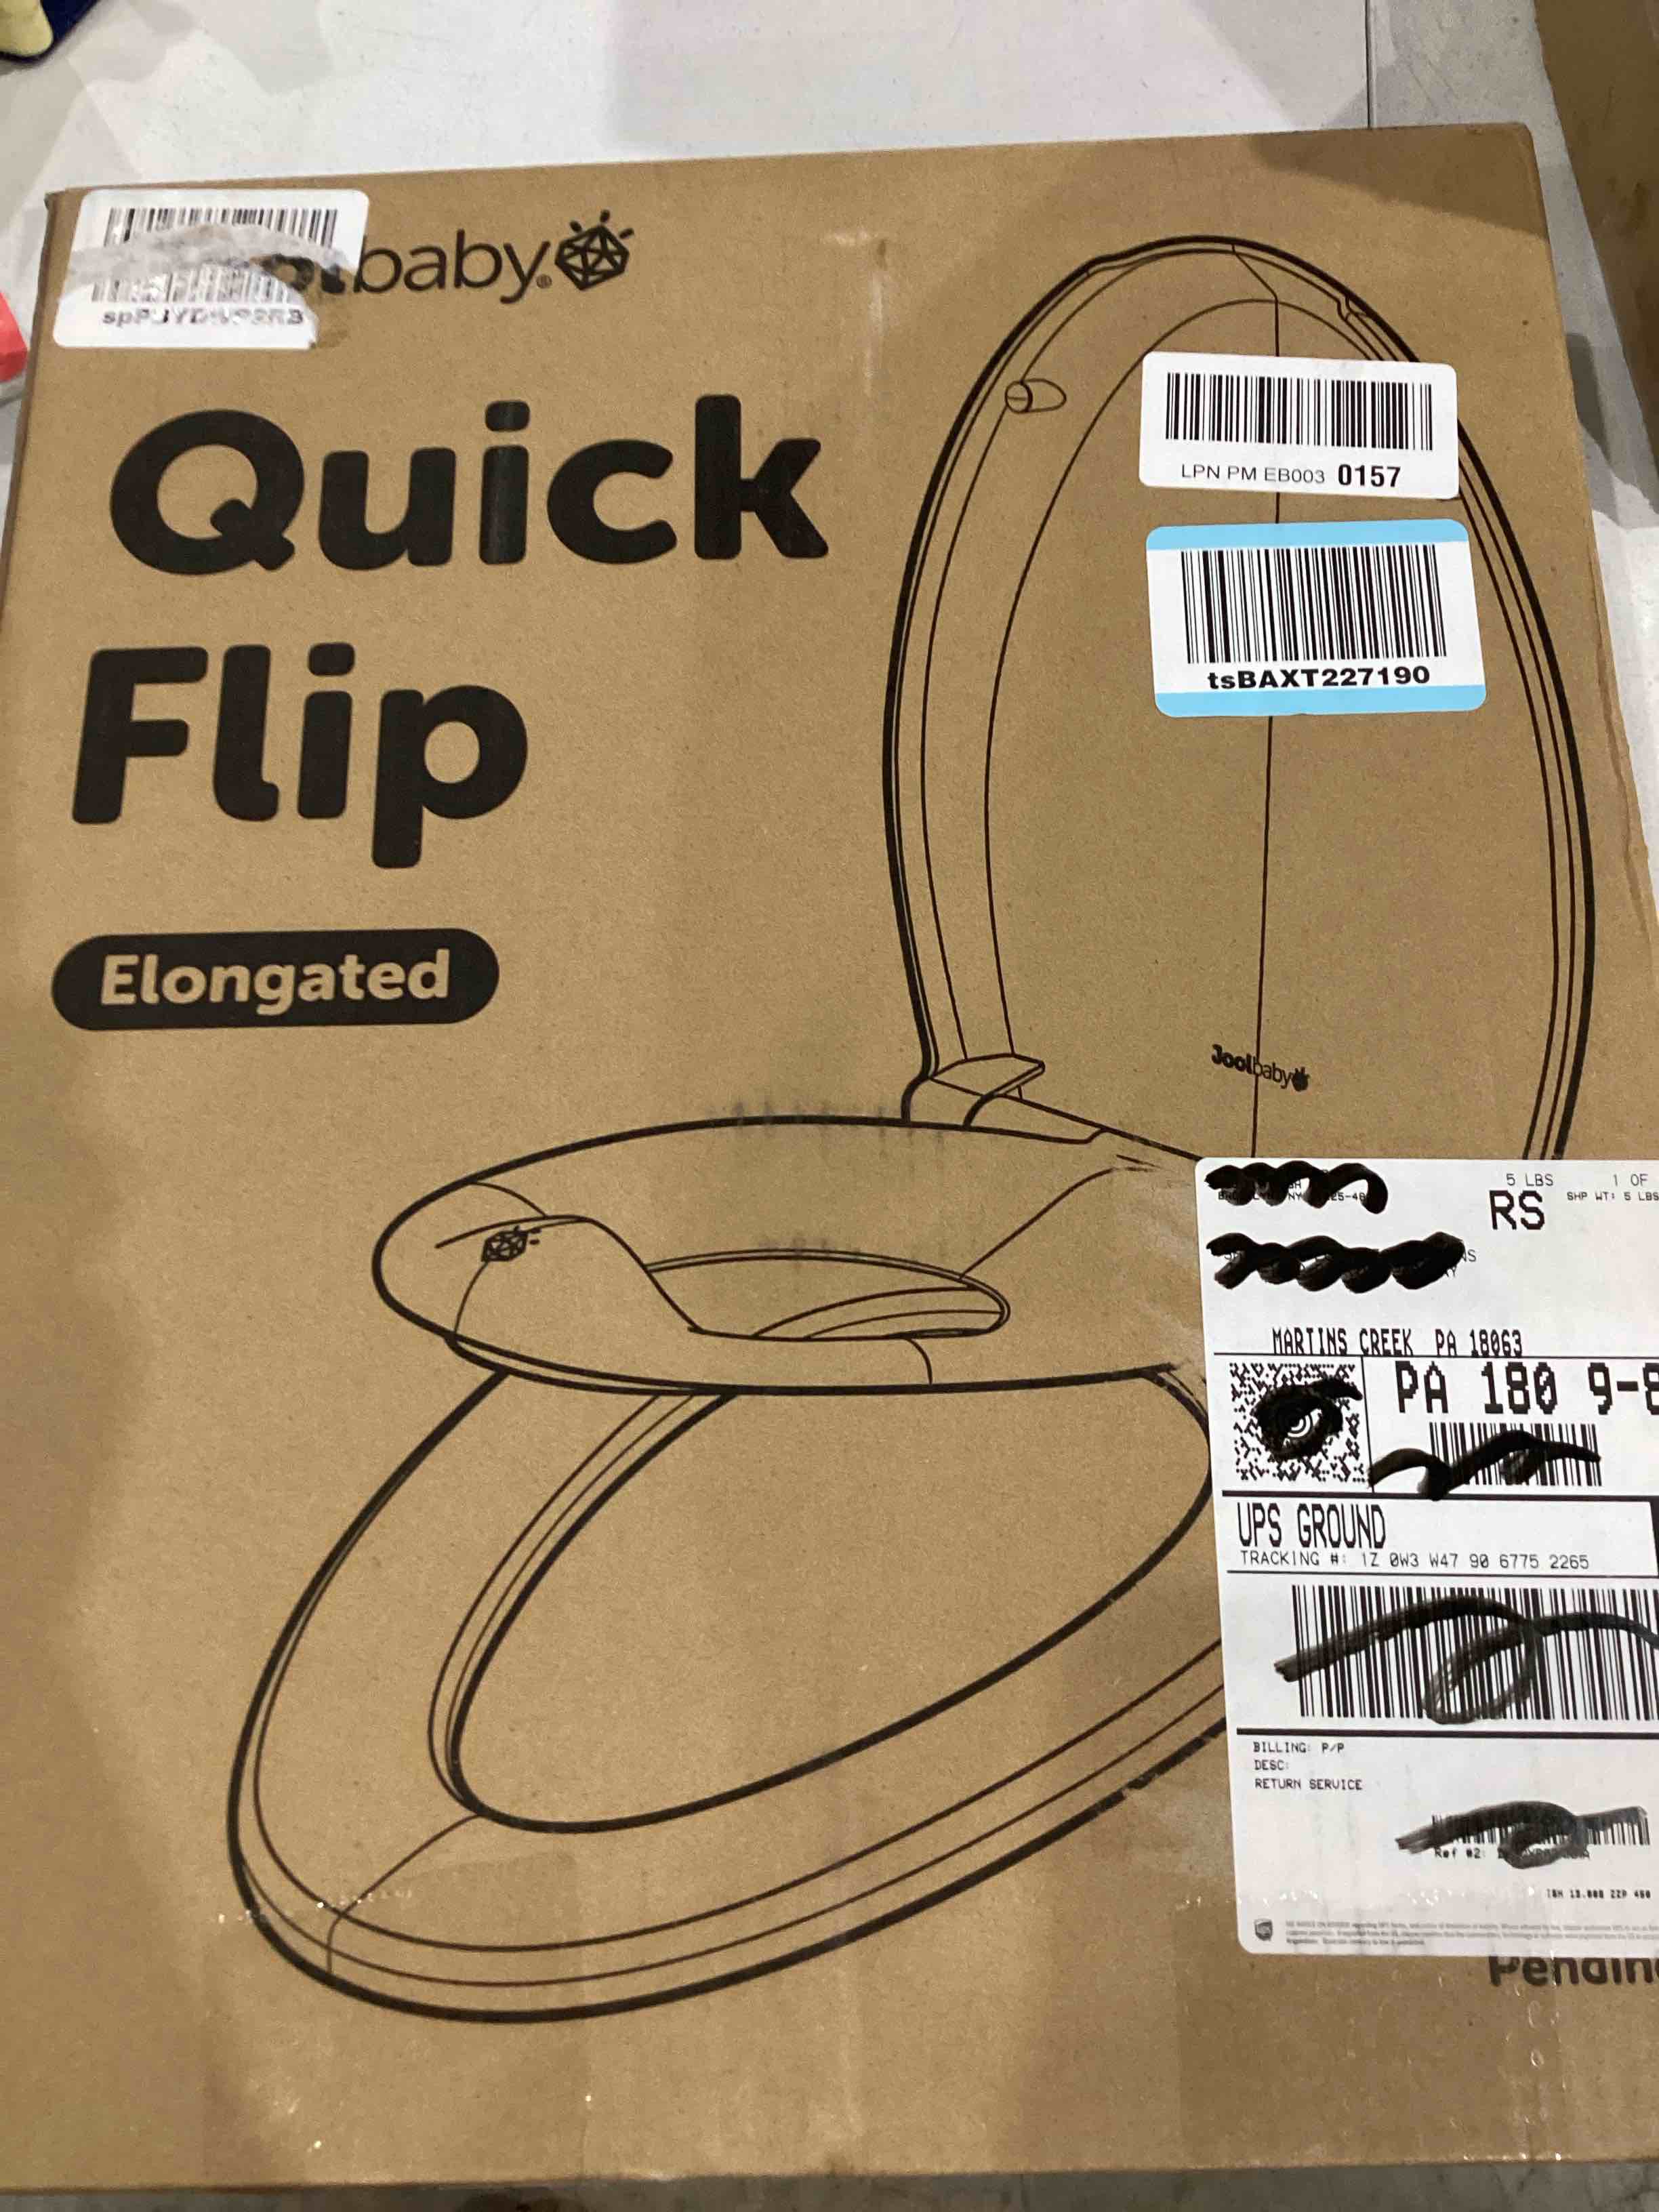 baby
Quick
Flip
Elongated
LPN PM EB003 0157
tsBAXT227190
Joolbaby
5 LBS
1 OF
RS
SHP WT: 5 LBS
MARTINS CREEK PA 18063
PA 180 9-8
UPS GROUND
TRACKING #: 1Z 0W3 W47 90 6775 2265
BILLING: P/P
DESC:
RETURN SERVICE
Ref #2: